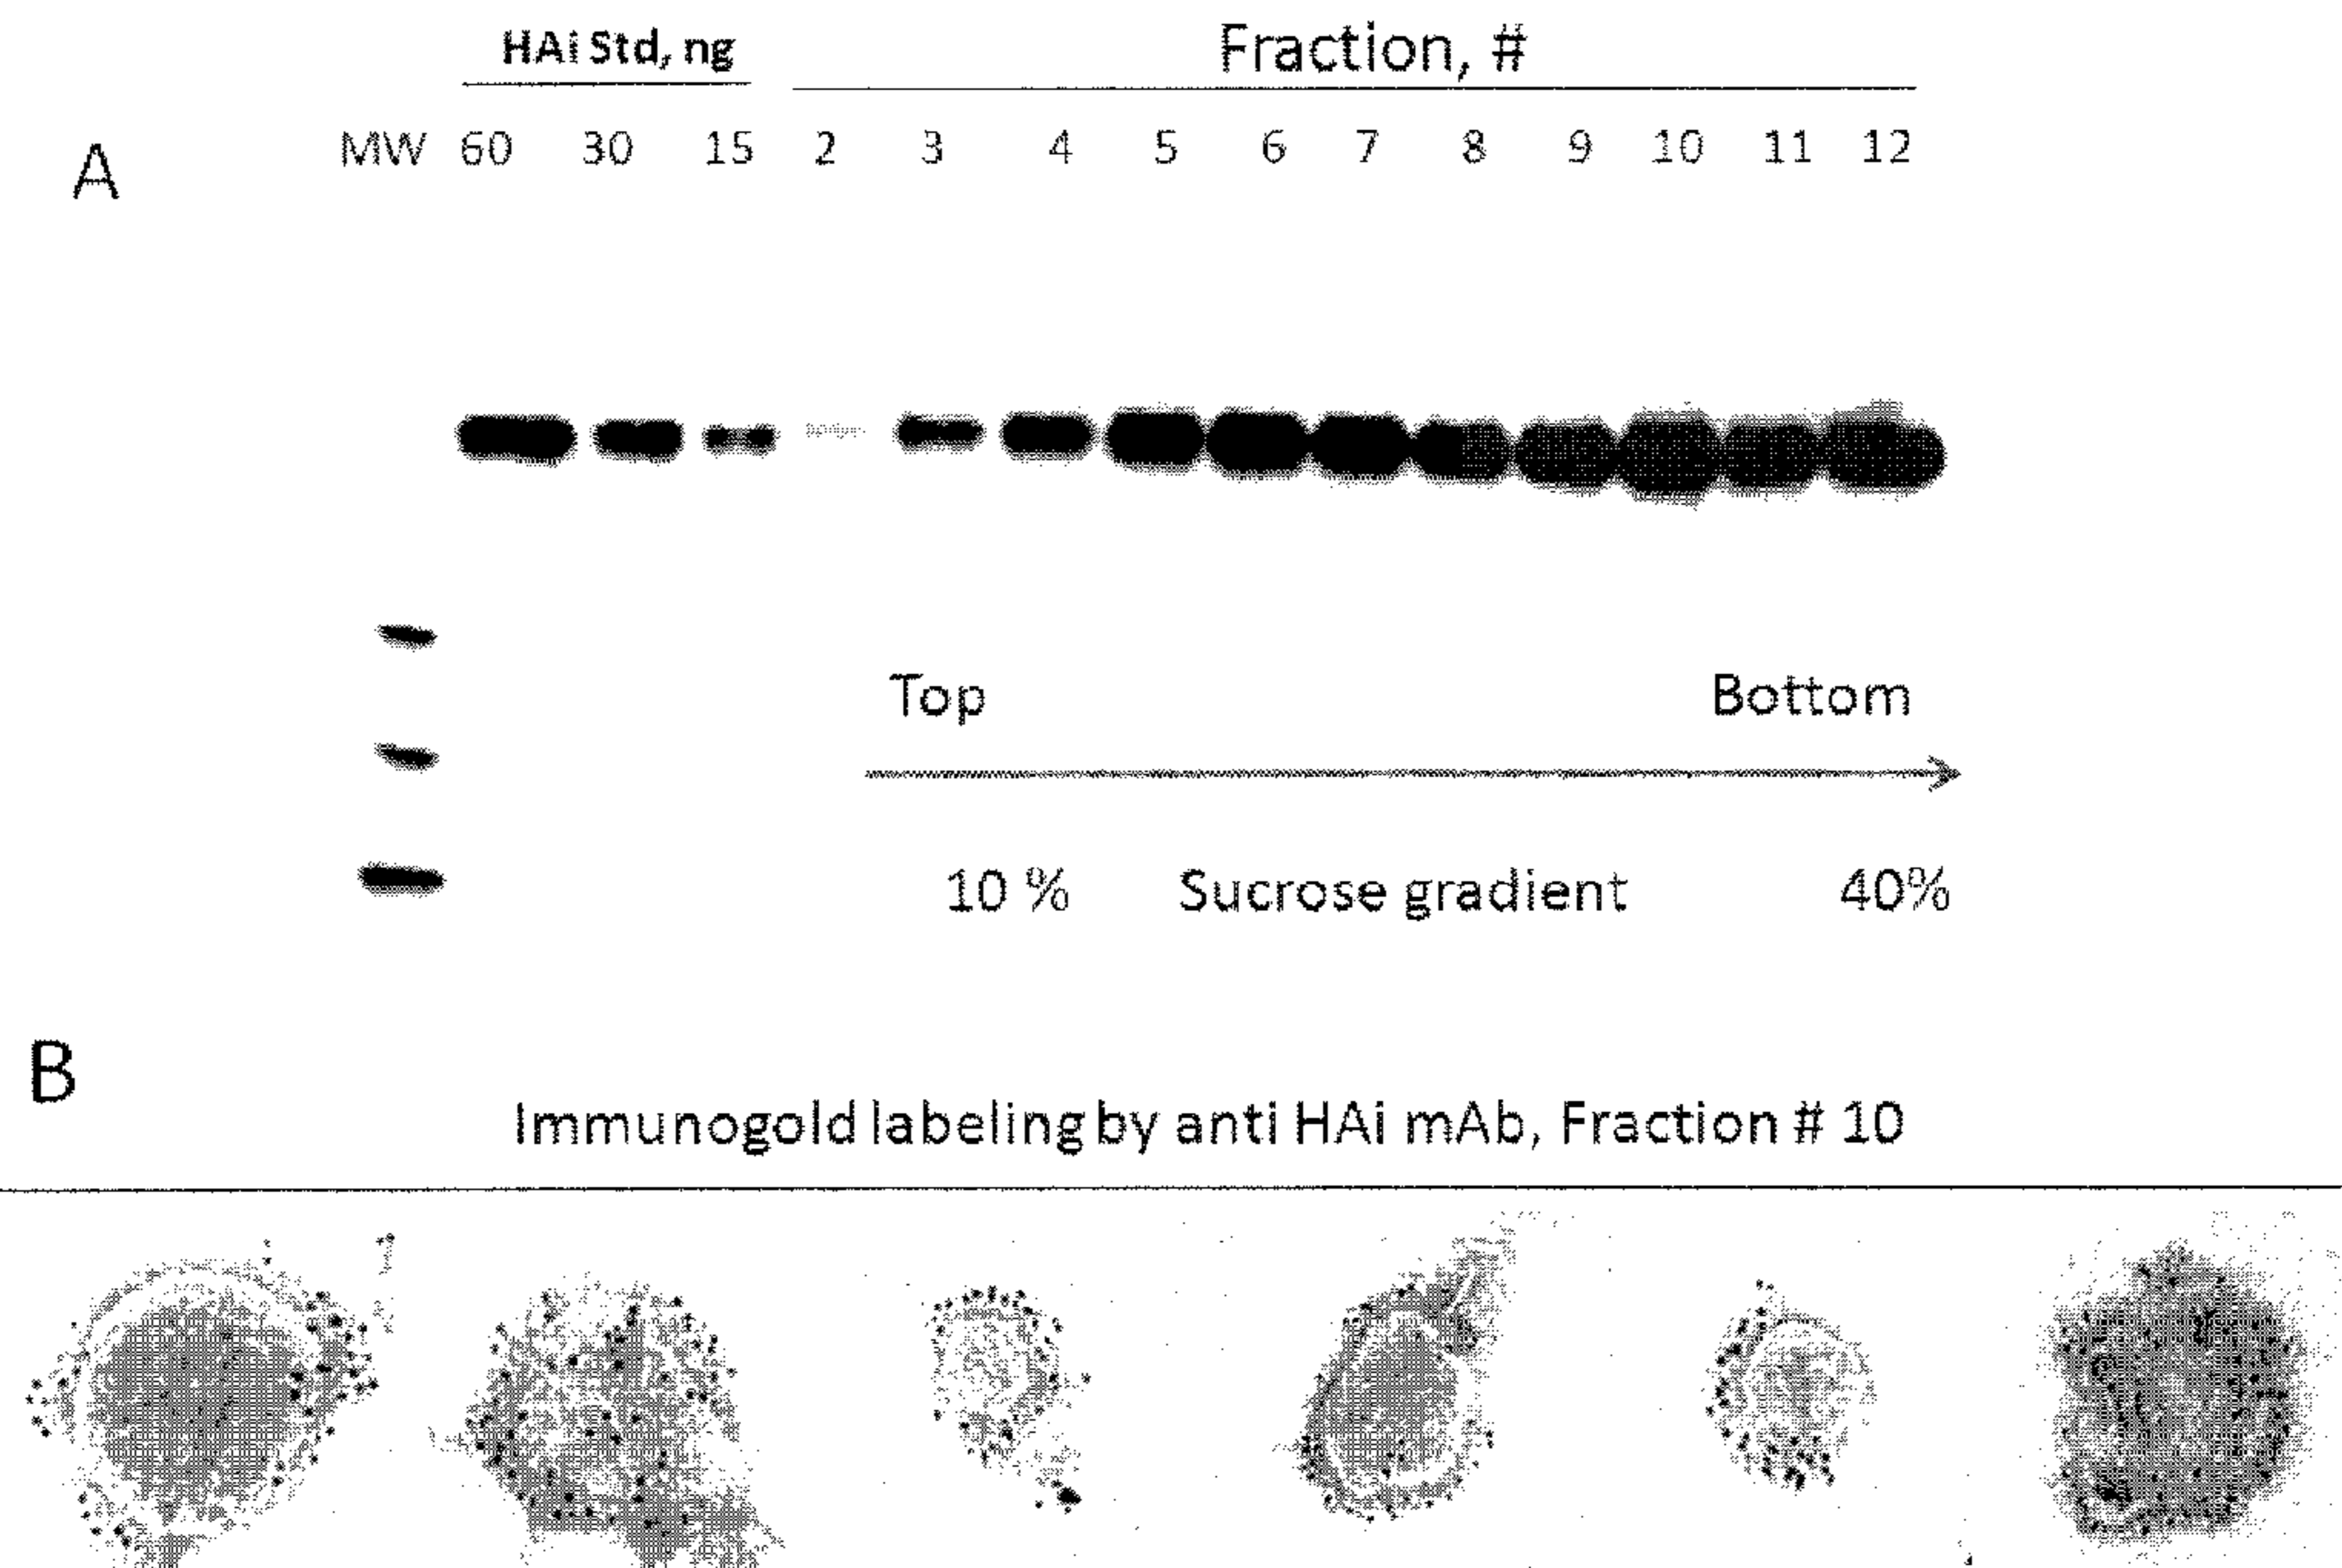 HAi Std, ng
Fraction, #
A
MW 60 30 15 2 3 4 5 6 7 8 9 10 11 12
Top
Bottom
10 % Sucrose gradient 40%
B
Immunogold labeling by anti HAi mAb, Fraction # 10